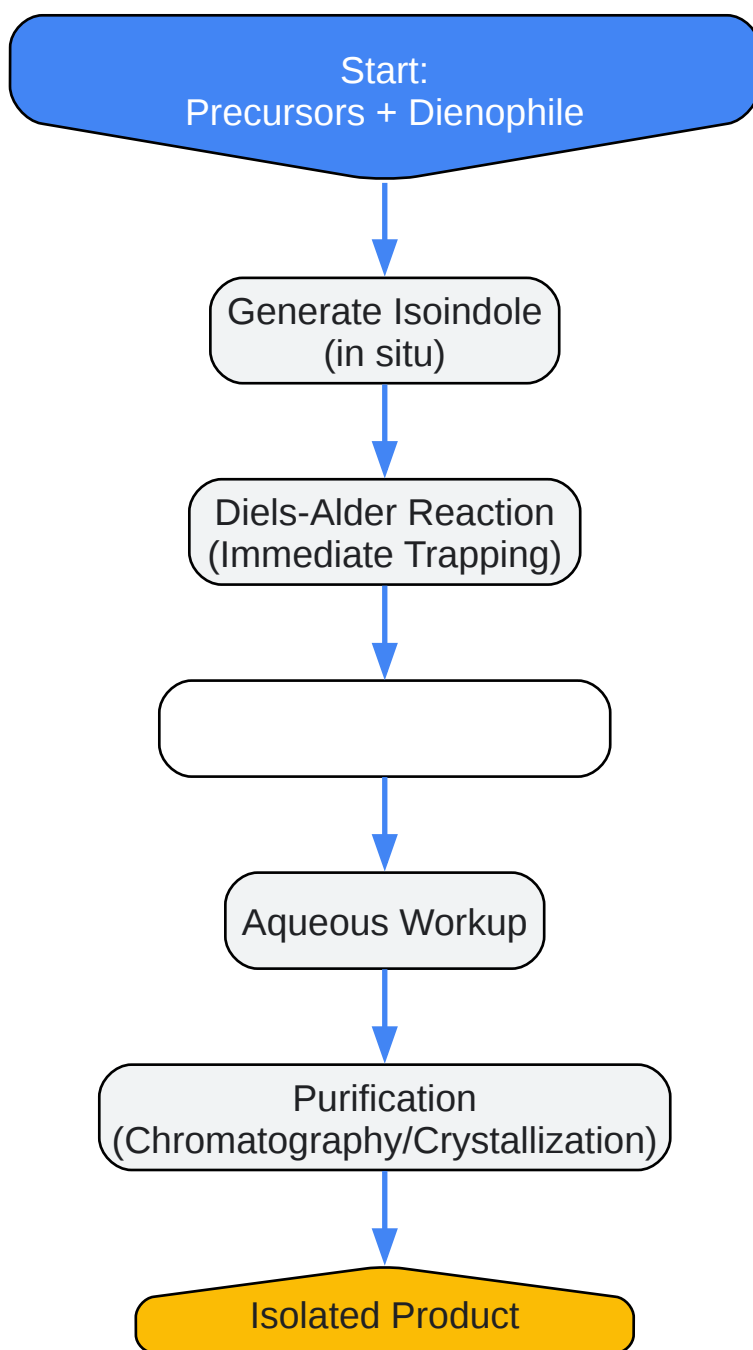 Start:
Precursors + Dienophile
Generate Isoindole
(in situ)
Diels-Alder Reaction
(Immediate Trapping)
Aqueous Workup
Purification
(Chromatography/Crystallization)
Isolated Product